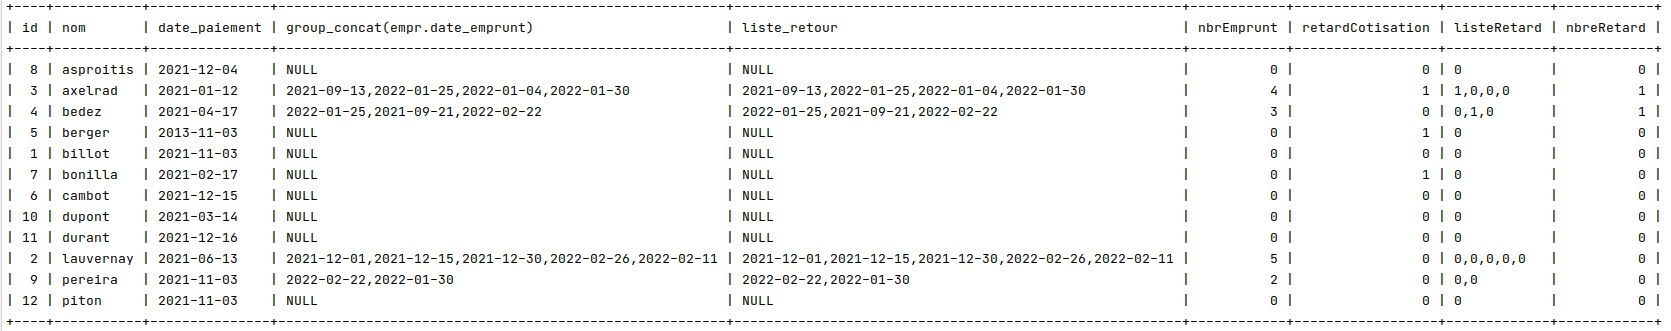 +----+-----------+----------------+--------------------------------------------------------+--------------------------------------------------------+------------+-----------------+-------------+------------+
| id | nom       | date_paiement | group_concat(empr.date_emprunt)                        | liste_retour                                           | nbrEmprunt | retardCotisation | listeRetard | nbreRetard |
+----+-----------+----------------+--------------------------------------------------------+--------------------------------------------------------+------------+-----------------+-------------+------------+
|  8 | asproitis | 2021-12-04    | NULL                                                   | NULL                                                   |          0 |                0 | 0           |          0 |
|  3 | axelrad   | 2021-01-12    | 2021-09-13,2022-01-25,2022-01-04,2022-01-30            | 2021-09-13,2022-01-25,2022-01-04,2022-01-30            |          4 |                1 | 1,0,0,0     |          1 |
|  4 | bedez     | 2021-04-17    | 2022-01-25,2021-09-21,2022-02-22                       | 2022-01-25,2021-09-21,2022-02-22                       |          3 |                0 | 0,1,0       |          1 |
|  5 | berger    | 2013-11-03    | NULL                                                   | NULL                                                   |          0 |                1 | 0           |          0 |
|  1 | billot    | 2021-11-03    | NULL                                                   | NULL                                                   |          0 |                0 | 0           |          0 |
|  7 | bonilla   | 2021-02-17    | NULL                                                   | NULL                                                   |          0 |                1 | 0           |          0 |
|  6 | cambot    | 2021-12-15    | NULL                                                   | NULL                                                   |          0 |                0 | 0           |          0 |
| 10 | dupont    | 2021-03-14    | NULL                                                   | NULL                                                   |          0 |                0 | 0           |          0 |
| 11 | durant    | 2021-12-16    | NULL                                                   | NULL                                                   |          0 |                0 | 0           |          0 |
|  2 | lauvernay | 2021-06-13    | 2021-12-01,2021-12-15,2021-12-30,2022-02-26,2022-02-11 | 2021-12-01,2021-12-15,2021-12-30,2022-02-26,2022-02-11 |          5 |                0 | 0,0,0,0,0   |          0 |
|  9 | pereira   | 2021-11-03    | 2022-02-22,2022-01-30                                  | 2022-02-22,2022-01-30                                  |          2 |                0 | 0,0         |          0 |
| 12 | piton     | 2021-11-03    | NULL                                                   | NULL                                                   |          0 |                0 | 0           |          0 |
+----+-----------+----------------+--------------------------------------------------------+--------------------------------------------------------+------------+-----------------+-------------+------------+